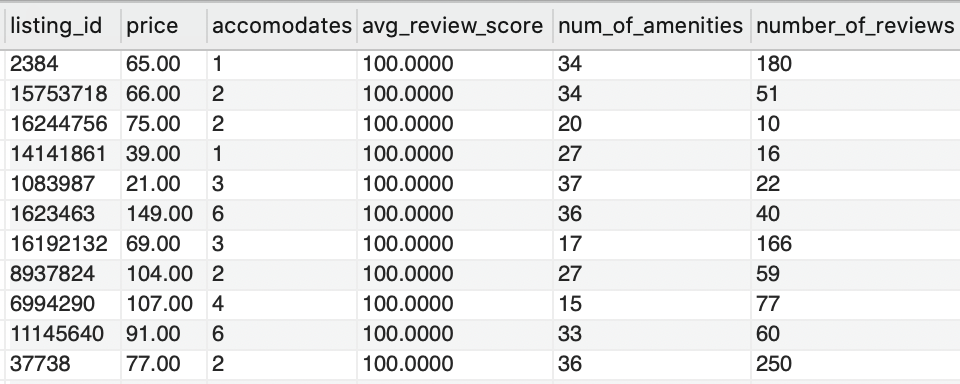 listing_id price accomodates avg_review_score num_of_amenities number_of_reviews
2384 65.00 1 100.0000 34 180
15753718 66.00 2 100.0000 34 51
16244756 75.00 2 100.0000 20 10
14141861 39.00 1 100.0000 27 16
1083987 21.00 3 100.0000 37 22
1623463 149.00 6 100.0000 36 40
16192132 69.00 3 100.0000 17 166
8937824 104.00 2 100.0000 27 59
6994290 107.00 4 100.0000 15 77
11145640 91.00 6 100.0000 33 60
37738 77.00 2 100.0000 36 250